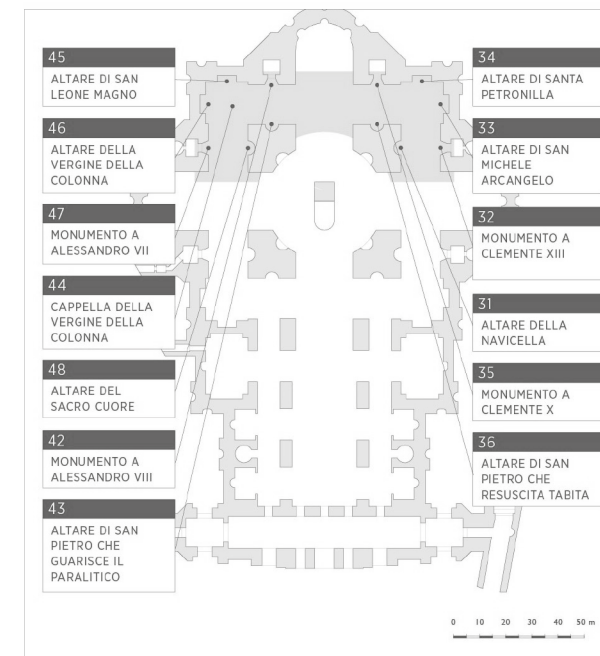 45
ALTARE DI SAN
LEONE MAGNO
46
ALTARE DELLA
VERGINE DELLA
COLONNA
47
MONUMENTO A
ALESSANDRO VII
44
CAPPELLA DELLA
VERGINE DELLA
COLONNA
48
ALTARE DEL
SACRO CUORE
42
MONUMENTO A
ALESSANDRO VIII
43
ALTARE DI SAN
PIETRO CHE
GUARISCE IL
PARALITICO
34
ALTARE DI SANTA
PETRONILLA
33
ALTARE DI SAN
MICHELE
ARCANGELO
32
MONUMENTO A
CLEMENTE XIII
31
ALTARE DELLA
NAVICELLA
35
MONUMENTO A
CLEMENTE X
36
ALTARE DI SAN
PIETRO CHE
RESUSCITA TABITA
0 10 20 30 40 50 m